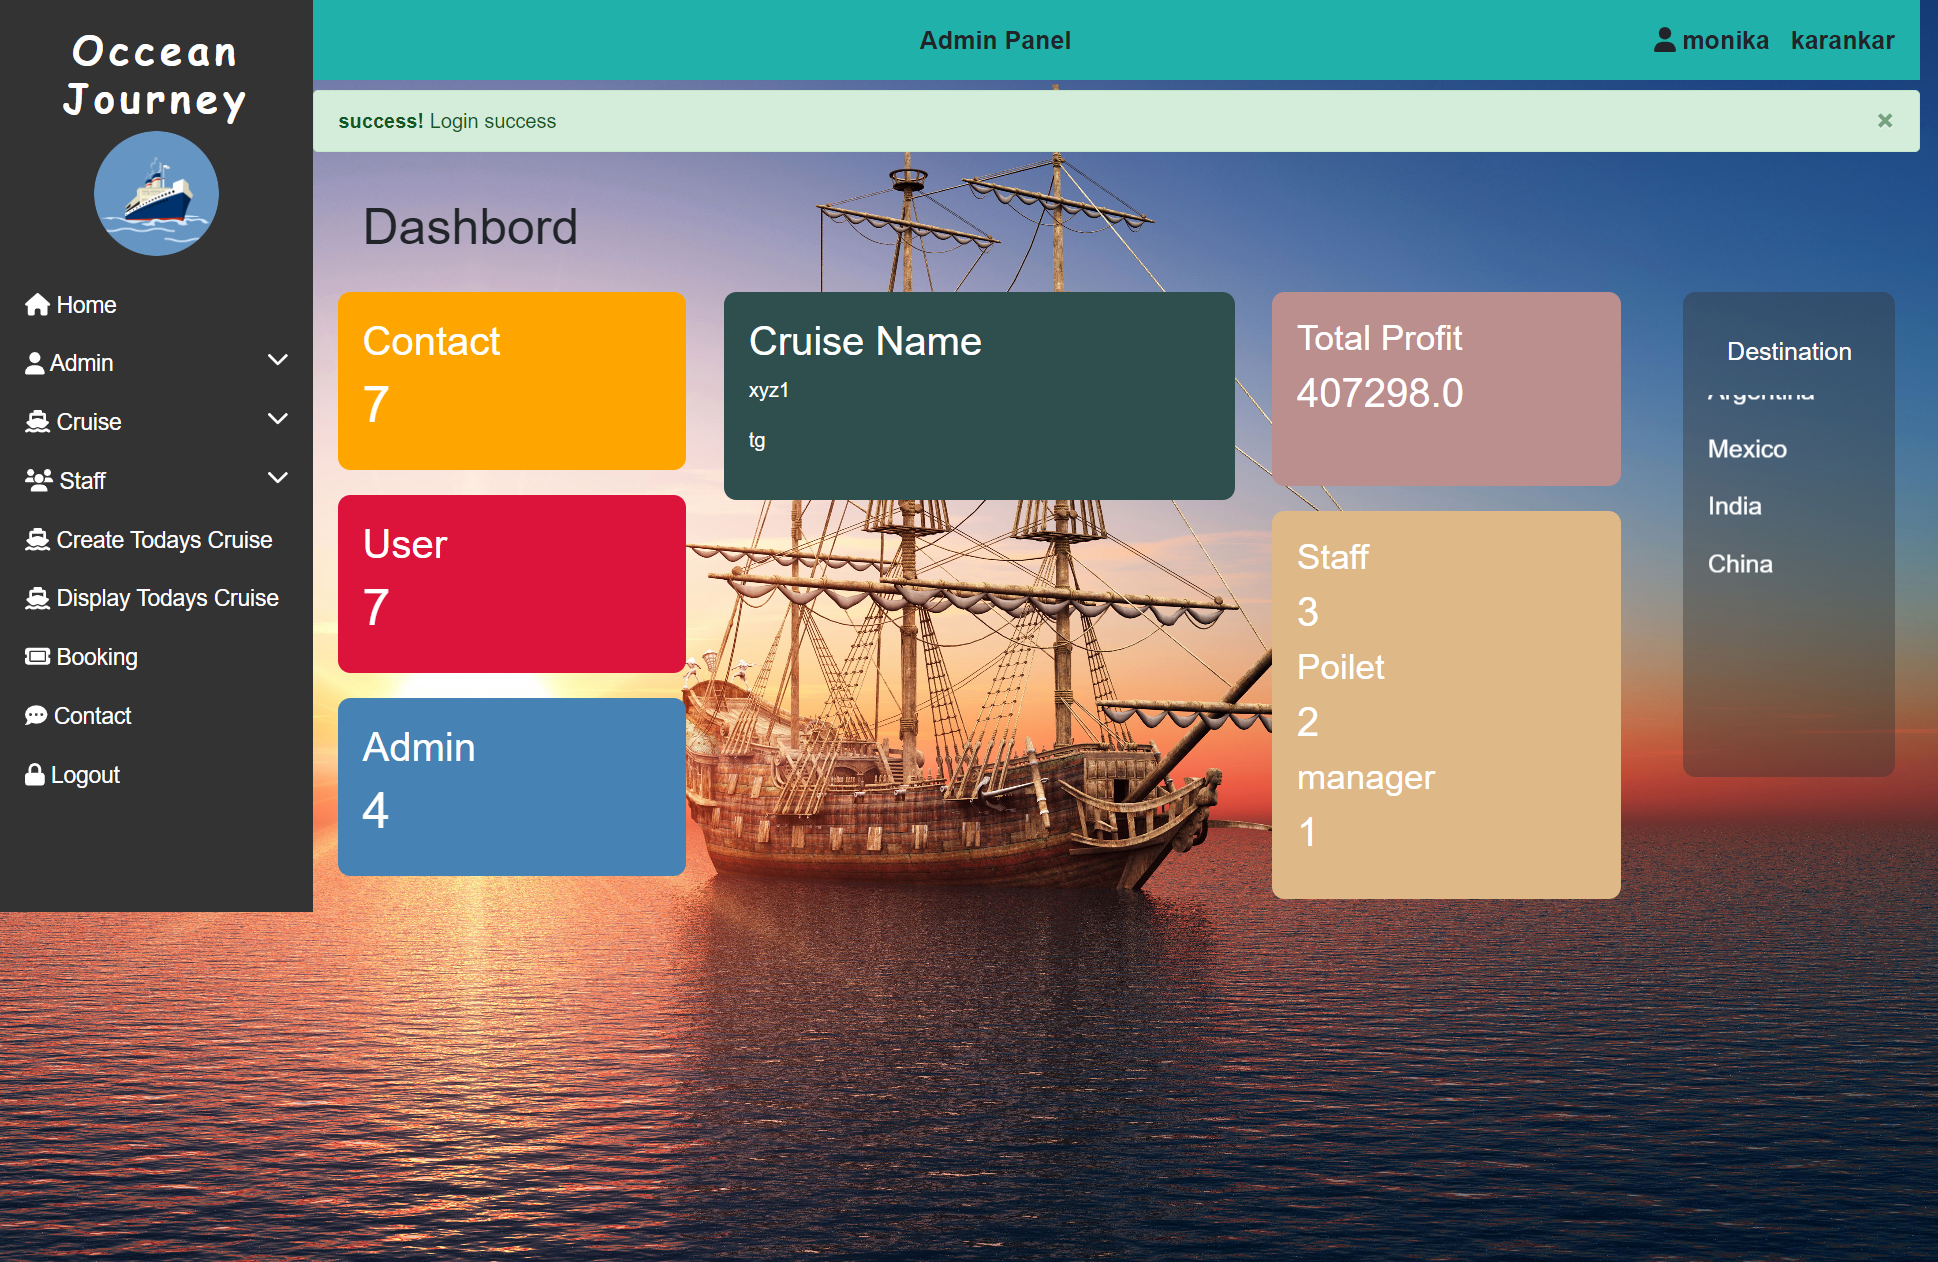 Occean
Journey
Home
Admin
Cruise
Staff
Create Todays Cruise
Display Todays Cruise
Booking
Contact
Logout
Admin Panel
monika karankar
success! Login success ×
Dashbord
Contact
7
User
7
Admin
4
Cruise Name
xyz1
tg
Total Profit
407298.0
Staff
3
Poilet
2
manager
1
Destination
Argentina
Mexico
India
China